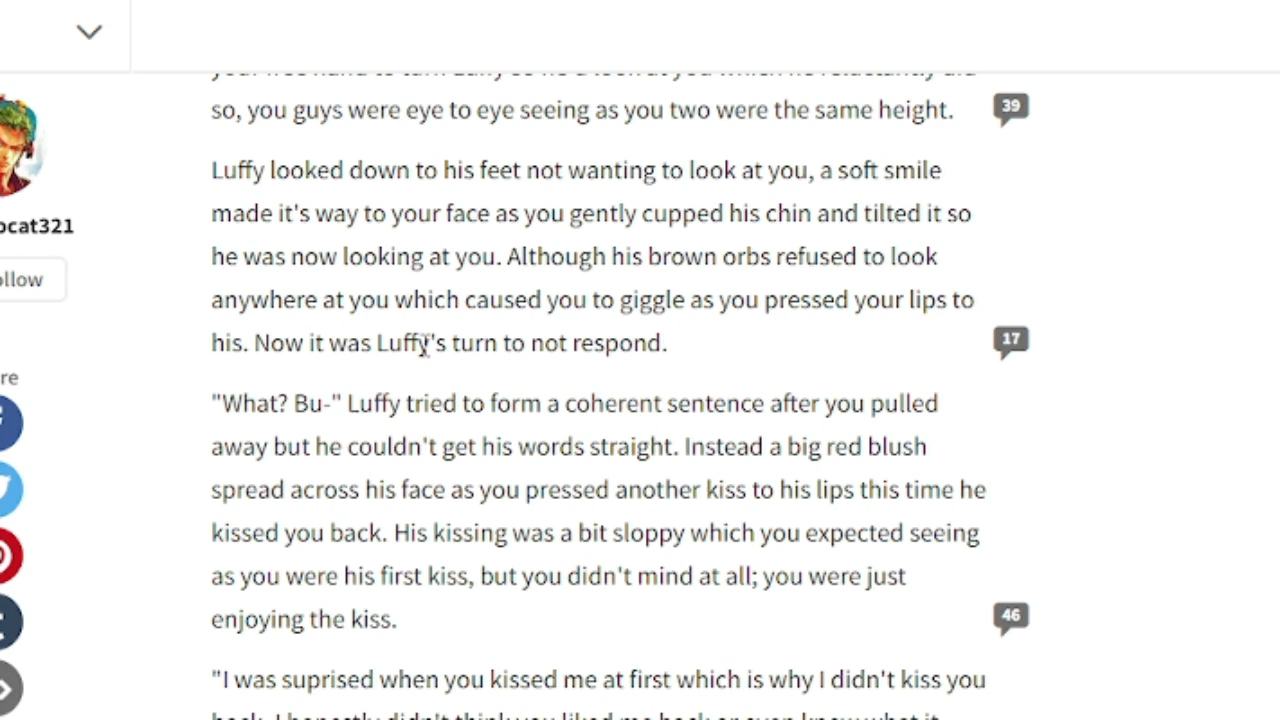 so, you guys were eye to eye seeing as you two were the same height.
39
Luffy looked down to his feet not wanting to look at you, a soft smile
made it's way to your face as you gently cupped his chin and tilted it so
he was now looking at you. Although his brown orbs refused to look
anywhere at you which caused you to giggle as you pressed your lips to
his. Now it was Luffy's turn to not respond.
17
"What? Bu-" Luffy tried to form a coherent sentence after you pulled
away but he couldn't get his words straight. Instead a big red blush
spread across his face as you pressed another kiss to his lips this time he
kissed you back. His kissing was a bit sloppy which you expected seeing
as you were his first kiss, but you didn't mind at all; you were just
enjoying the kiss.
46
"I was suprised when you kissed me at first which is why I didn't kiss you
ocat321
ollow
re